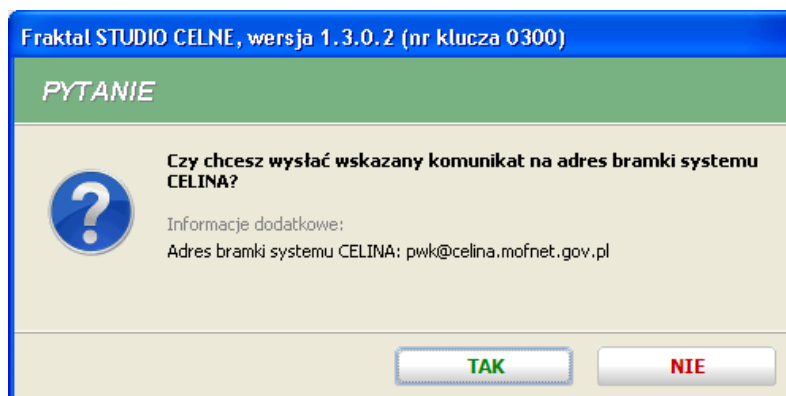 Fraktal STUDIO CELNE, wersja 1.3.0.2 (nr klucza 0300)
PYTANIE
Czy chcesz wysłać wskazany komunikat na adres bramki systemu
CELINA?
Informacje dodatkowe:
Adres bramki systemu CELINA: pwk@celina.mofnet.gov.pl
TAK NIE